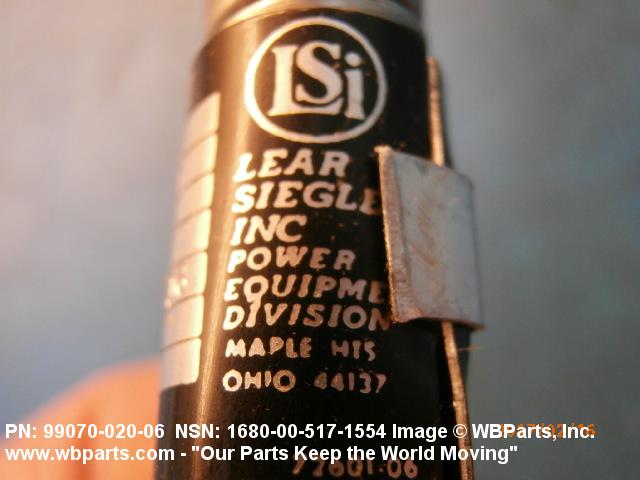 LSi
LEAR
SIEGLE
INC
POWER
EQUIPME
DIVISION
MAPLE HTS
OHIO 44137
PN: 99070-020-06 NSN: 1680-00-517-1554 Image © WBParts, Inc.
www.wbparts.com - "Our Parts Keep the World Moving"